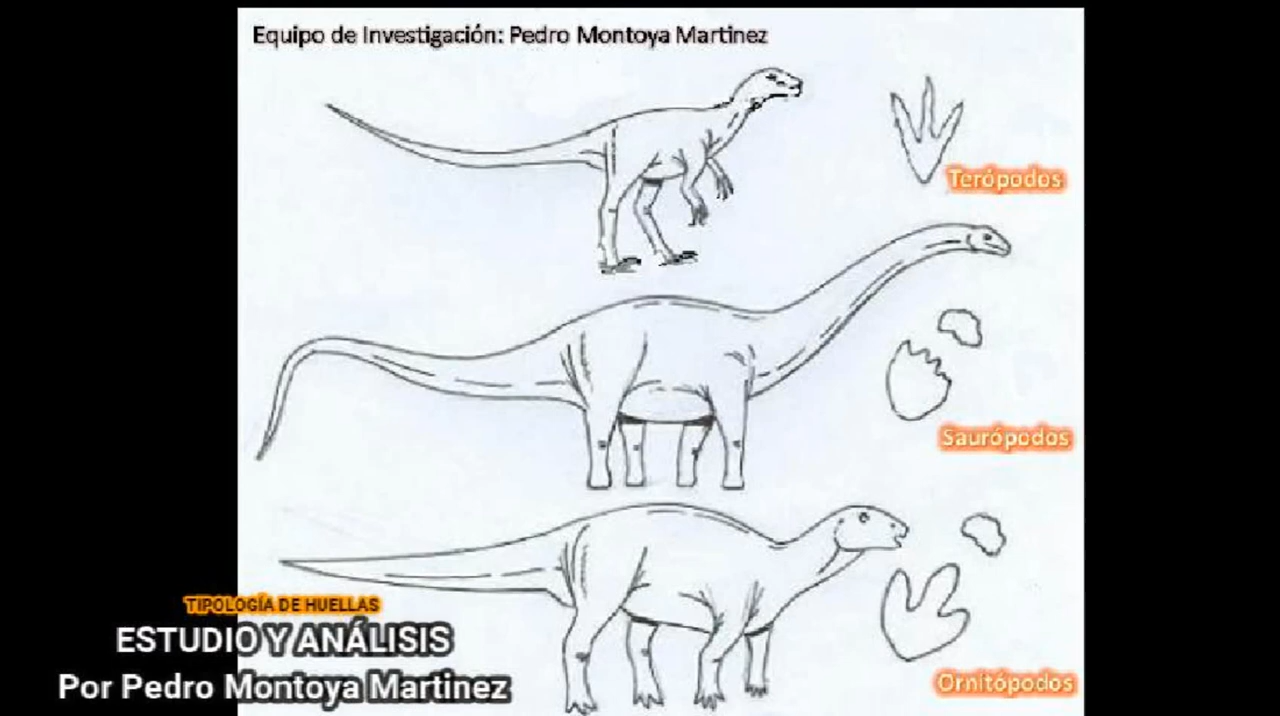 Equipo de Investigación: Pedro Montoya Martinez
Terópodos
Saurópodos
Ornitópodos
TIPOLOGÍA DE HUELLAS
ESTUDIO Y ANÁLISIS
Por Pedro Montoya Martinez